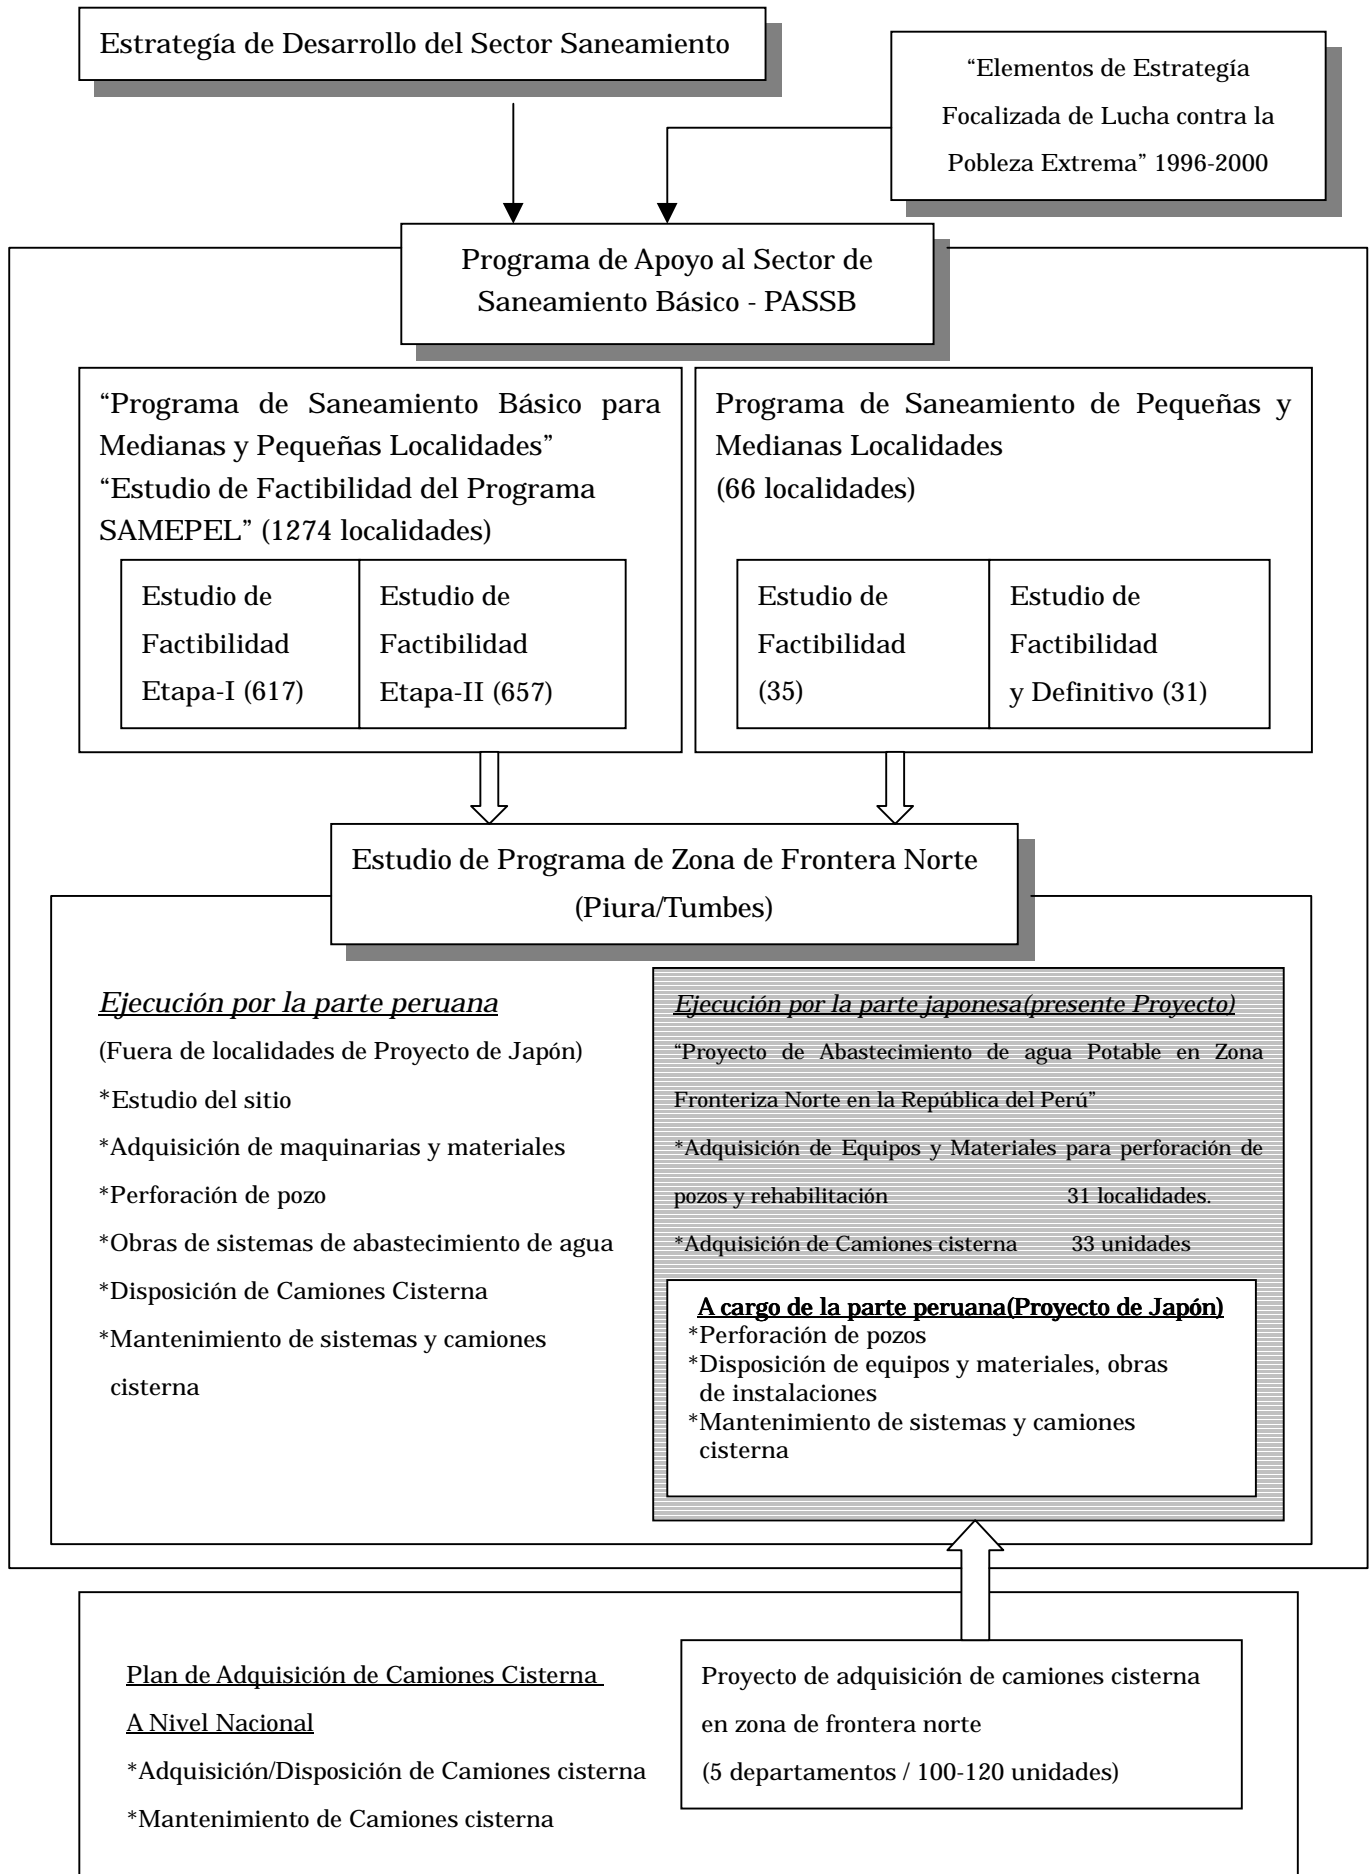 Estrategía de Desarrollo del Sector Saneamiento
“Elementos de Estrategía
Focalizada de Lucha contra la
Pobleza Extrema” 1996-2000
Programa de Apoyo al Sector de
Saneamiento Básico - PASSB
“Programa de Saneamiento Básico para
Medianas y Pequeñas Localidades”
“Estudio de Factibilidad del Programa
SAMEPEL” (1274 localidades)
Estudio de
Factibilidad
Etapa-I (617)
Estudio de
Factibilidad
Etapa-II (657)
Programa de Saneamiento de Pequeñas y
Medianas Localidades
(66 localidades)
Estudio de
Factibilidad
(35)
Estudio de
Factibilidad
y Definitivo (31)
Estudio de Programa de Zona de Frontera Norte
(Piura/Tumbes)
Ejecución por la parte peruana
(Fuera de localidades de Proyecto de Japón)
*Estudio del sitio
*Adquisición de maquinarias y materiales
*Perforación de pozo
*Obras de sistemas de abastecimiento de agua
*Disposición de Camiones Cisterna
*Mantenimiento de sistemas y camiones
cisterna
Ejecución por la parte japonesa(presente Proyecto)
“Proyecto de Abastecimiento de agua Potable en Zona
Fronteriza Norte en la República del Perú”
*Adquisición de Equipos y Materiales para perforación de
pozos y rehabilitación 31 localidades.
*Adquisición de Camiones cisterna 33 unidades
A cargo de la parte peruana(Proyecto de Japón)
*Perforación de pozos
*Disposición de equipos y materiales, obras
de instalaciones
*Mantenimiento de sistemas y camiones
cisterna
Plan de Adquisición de Camiones Cisterna
A Nivel Nacional
*Adquisición/Disposición de Camiones cisterna
*Mantenimiento de Camiones cisterna
Proyecto de adquisición de camiones cisterna
en zona de frontera norte
(5 departamentos / 100-120 unidades)